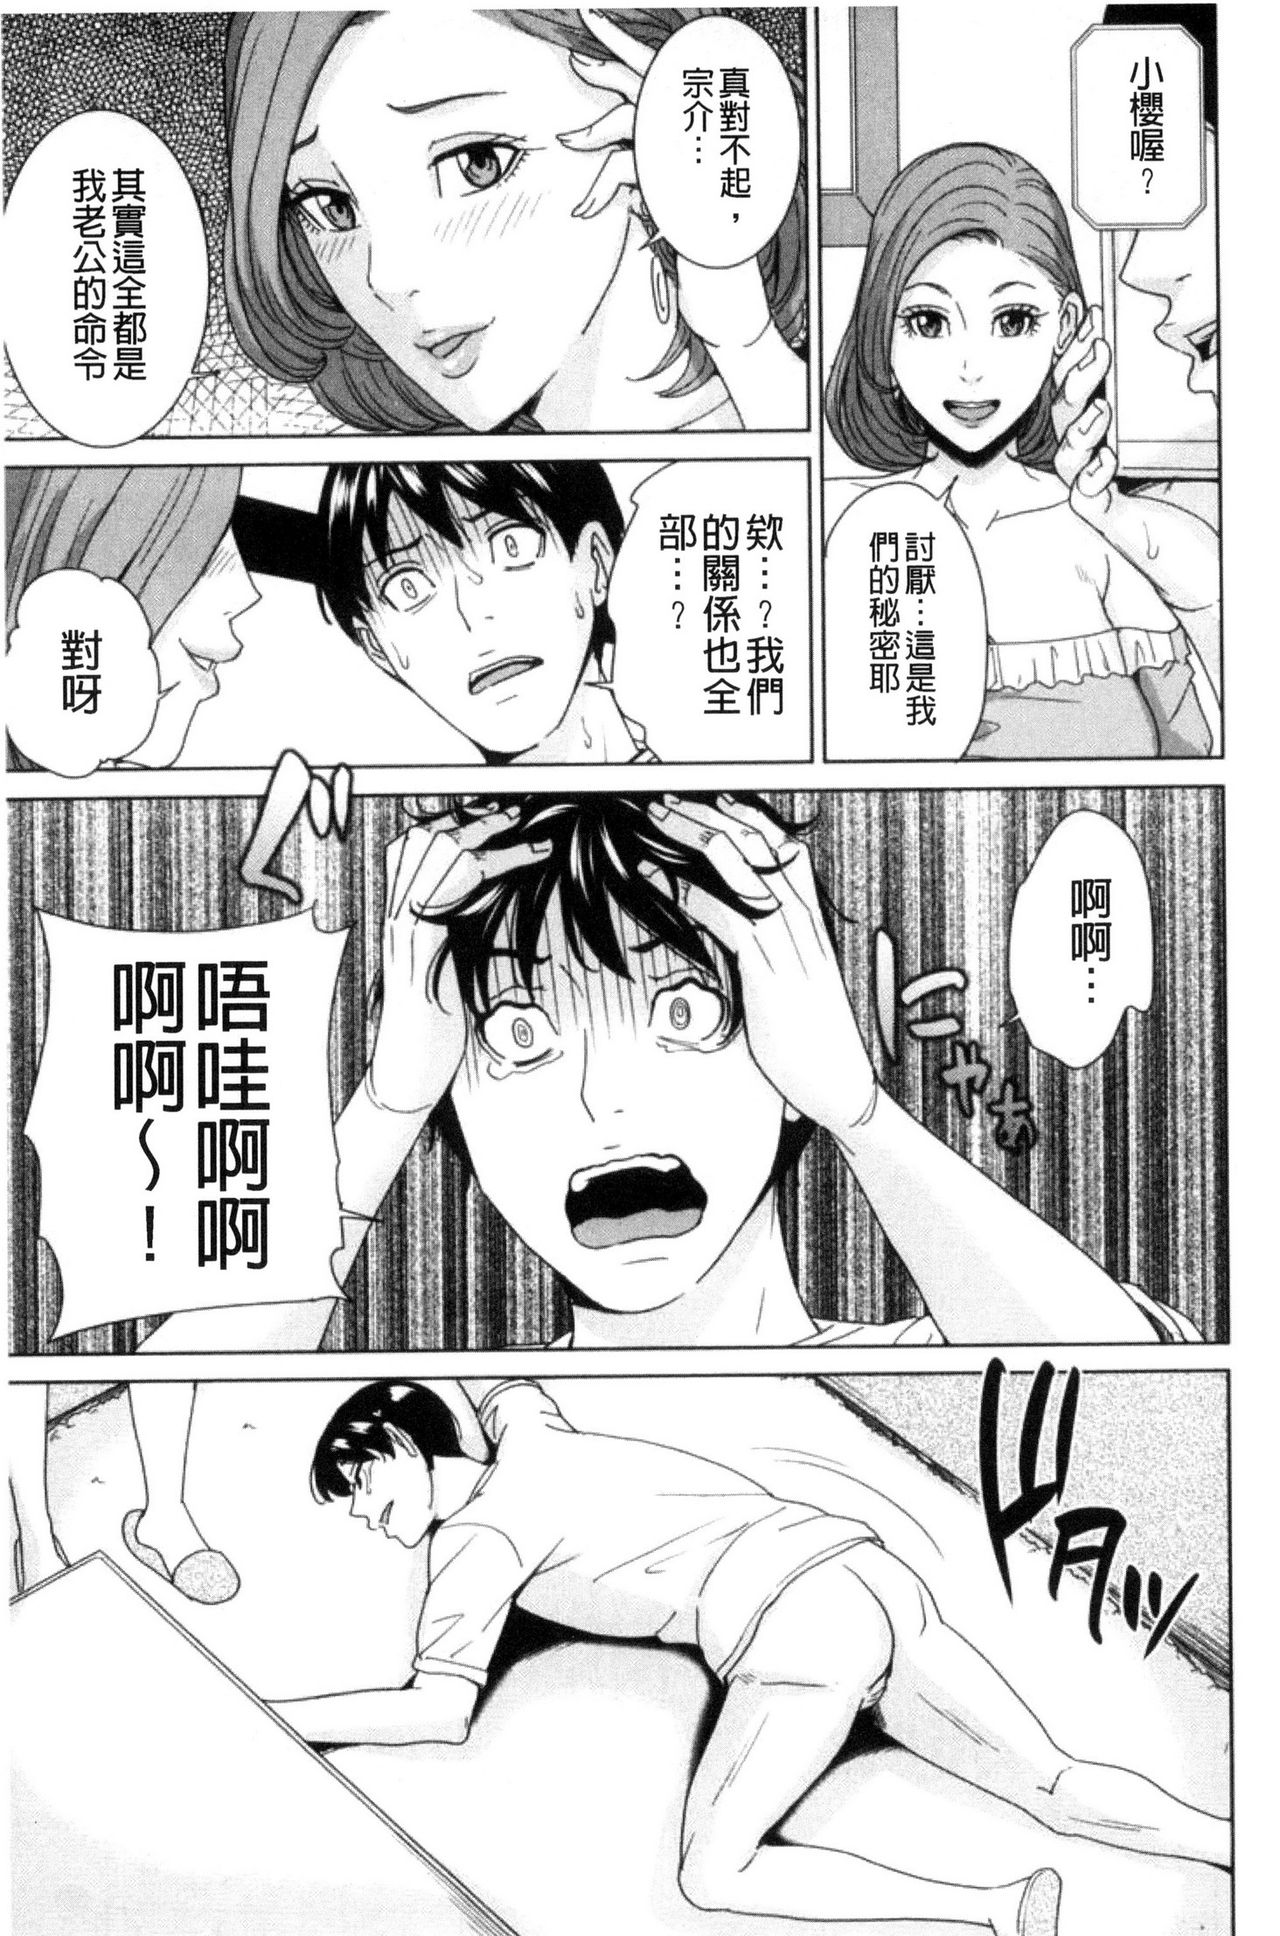 小櫻喔?
討厭…這是我
們的秘密耶
真對不起,
宗介…
其實這全都是
我老公的命令
欸…?我們
的關係也全
部…?
對呀
啊啊…
ぐにゃあ
唔哇啊啊
啊啊~!
ドタッ